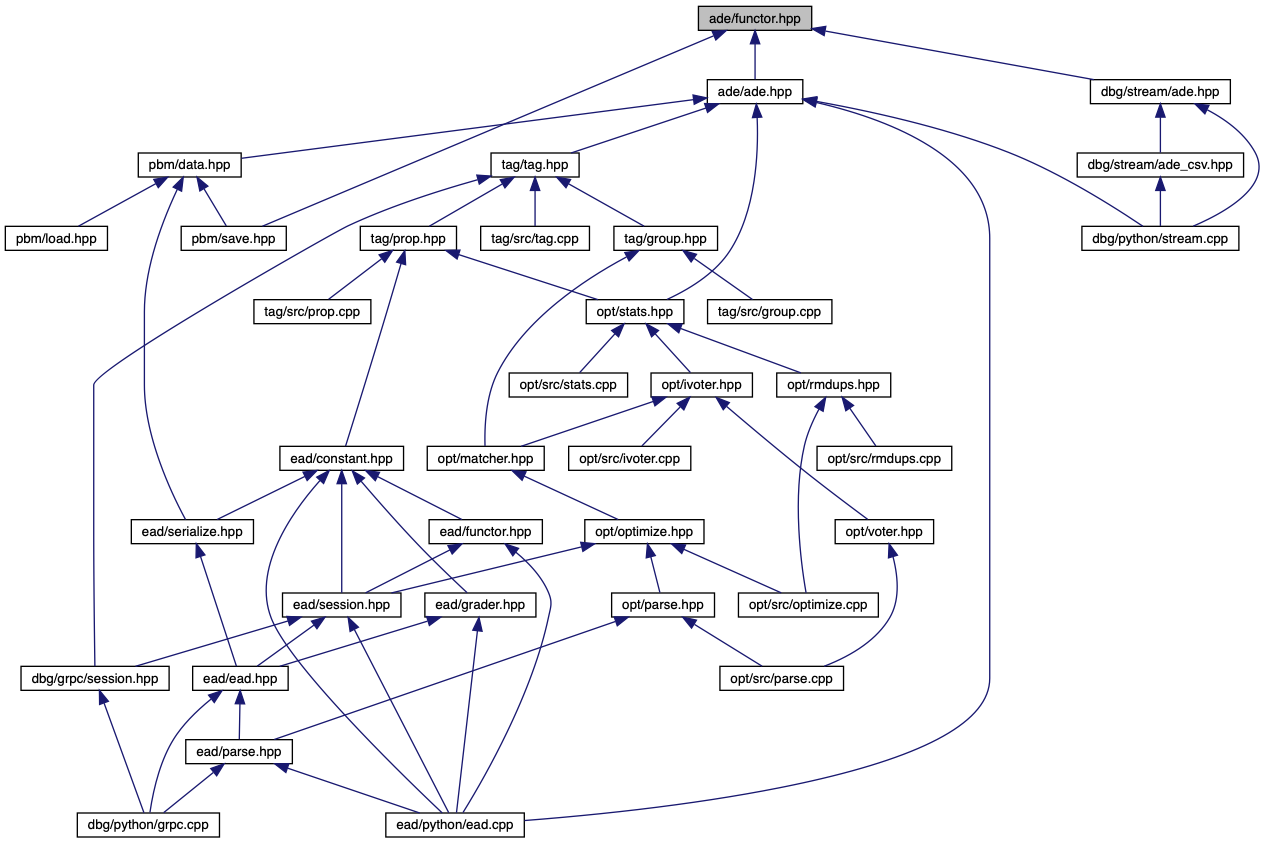 ade/functor.hpp
ade/ade.hpp
dbg/stream/ade.hpp
pbm/data.hpp
tag/tag.hpp
dbg/stream/ade_csv.hpp
pbm/load.hpp
pbm/save.hpp
tag/prop.hpp
tag/src/tag.cpp
tag/group.hpp
dbg/python/stream.cpp
tag/src/prop.cpp
opt/stats.hpp
tag/src/group.cpp
opt/src/stats.cpp
opt/ivoter.hpp
opt/rmdups.hpp
ead/constant.hpp
opt/matcher.hpp
opt/src/ivoter.cpp
opt/src/rmdups.cpp
ead/serialize.hpp
ead/functor.hpp
opt/optimize.hpp
opt/voter.hpp
ead/session.hpp
ead/grader.hpp
opt/parse.hpp
opt/src/optimize.cpp
dbg/grpc/session.hpp
ead/ead.hpp
opt/src/parse.cpp
ead/parse.hpp
dbg/python/grpc.cpp
ead/python/ead.cpp